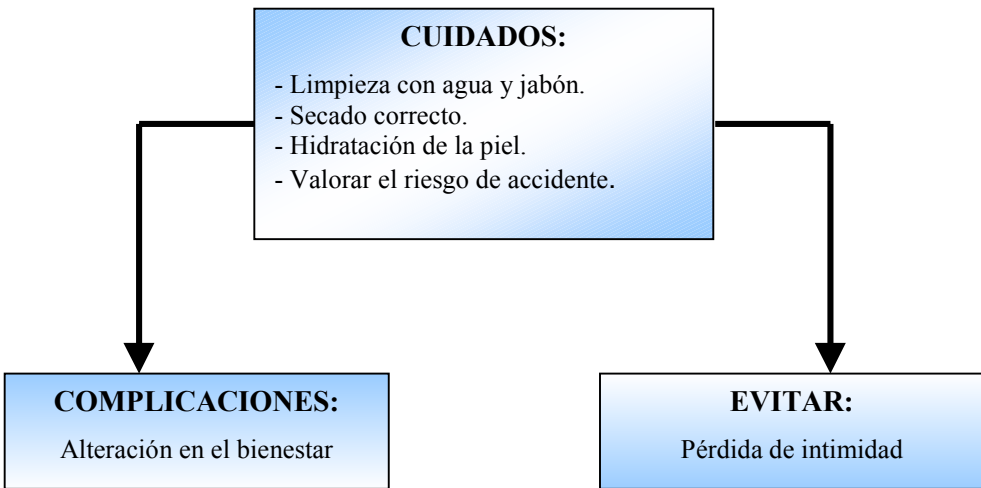 CUIDADOS:
- Limpieza con agua y jabón.
- Secado correcto.
- Hidratación de la piel.
- Valorar el riesgo de accidente.
COMPLICACIONES:
Alteración en el bienestar
EVITAR:
Pérdida de intimidad